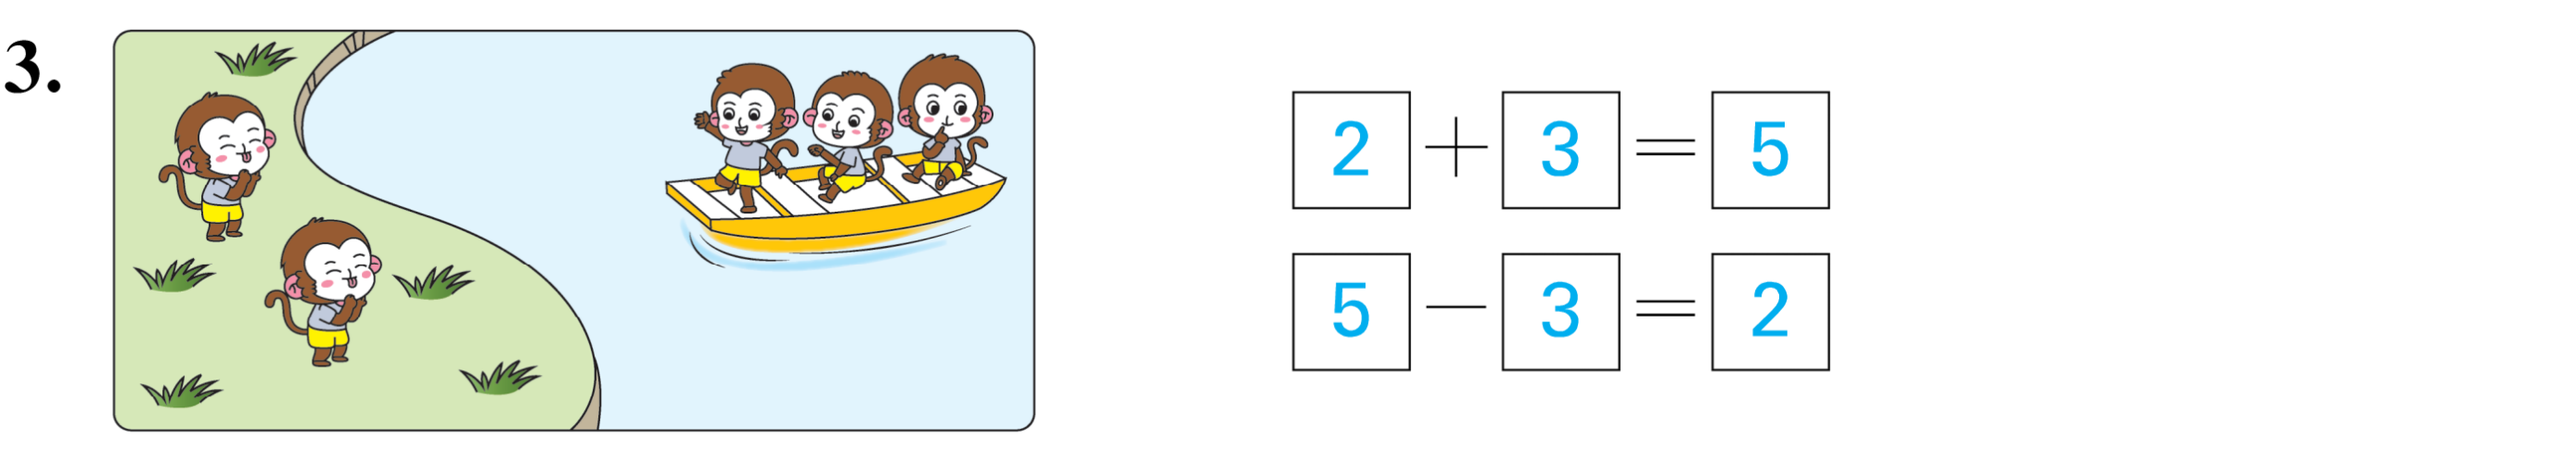 3.
2 + 3 = 5
5 − 3 = 2